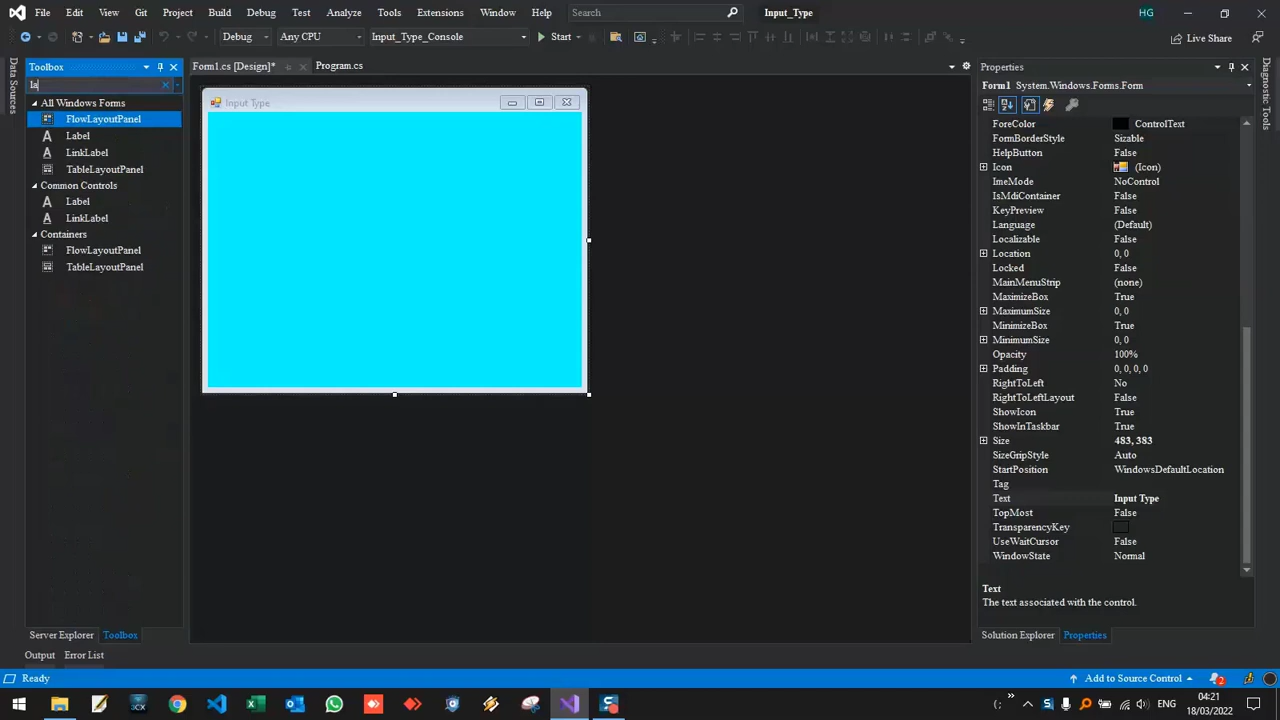 File Edit View Git Project Build Debug Test Analyze Tools Extensions Window Help Search Input_Type HG
Debug Any CPU Input_Type_Console Start Live Share
Data Sources
Toolbox
Form1.cs [Design]*
Program.cs
Properties
Diagnostic Tools
la
All Windows Forms
FlowLayoutPanel
Label
LinkLabel
TableLayoutPanel
Common Controls
Label
LinkLabel
Containers
FlowLayoutPanel
TableLayoutPanel
Input Type
Form1 System.Windows.Forms.Form
ForeColor ControlText
FormBorderStyle Sizable
HelpButton False
Icon (Icon)
ImeMode NoControl
IsMdiContainer False
KeyPreview False
Language (Default)
Localizable False
Location 0, 0
Locked False
MainMenuStrip (none)
MaximizeBox True
MaximumSize 0, 0
MinimizeBox True
MinimumSize 0, 0
Opacity 100%
Padding 0, 0, 0, 0
RightToLeft No
RightToLeftLayout False
ShowIcon True
ShowInTaskbar True
Size 483, 383
SizeGripStyle Auto
StartPosition WindowsDefaultLocation
Tag
Text Input Type
TopMost False
TransparencyKey
UseWaitCursor False
WindowState Normal
Text
The text associated with the control.
Server Explorer Toolbox
Solution Explorer Properties
Output Error List
Ready
Add to Source Control
2
3CX
ENG
04:21
18/03/2022